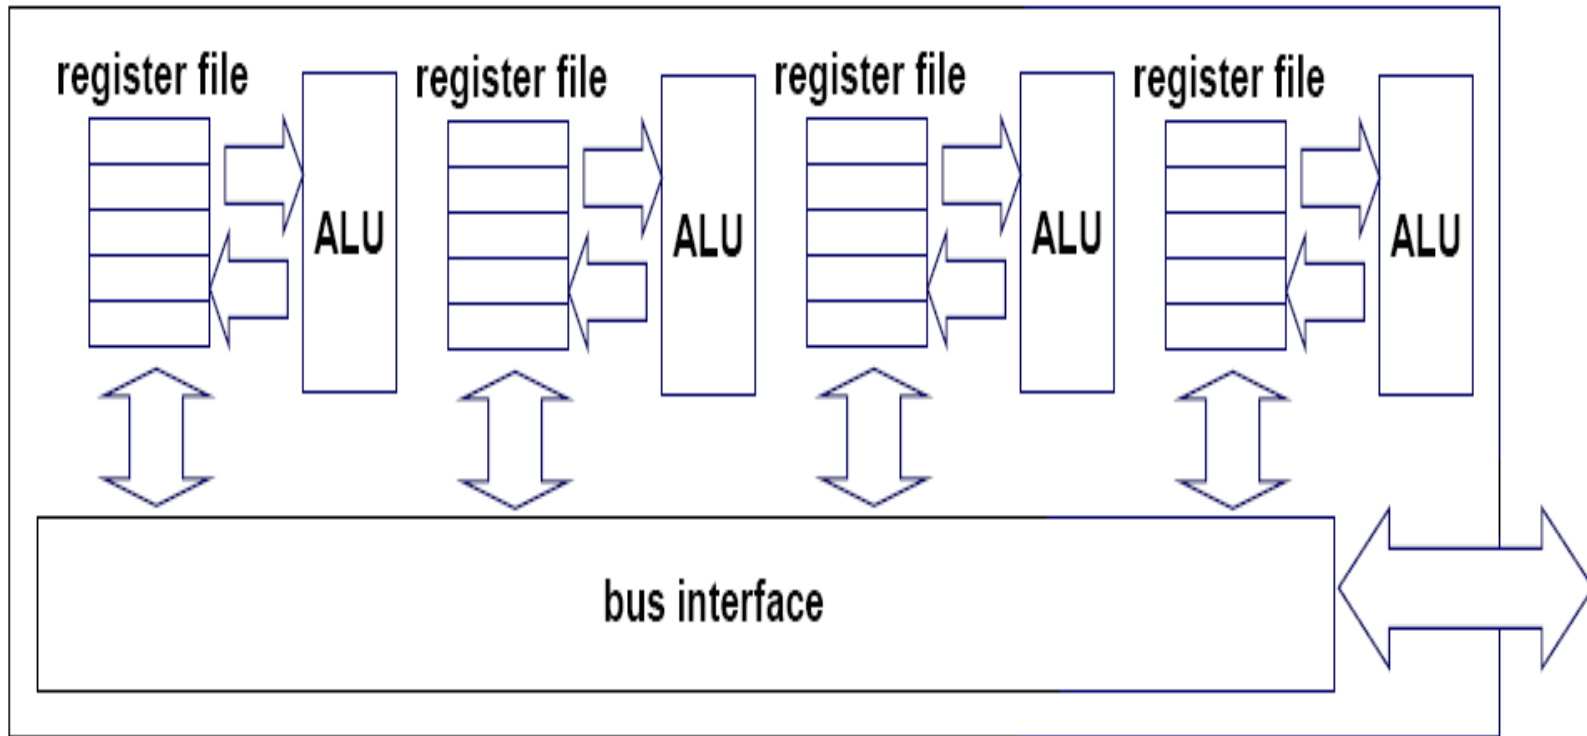 register file
register file
register file
register file
ALU
ALU
ALU
ALU
bus interface